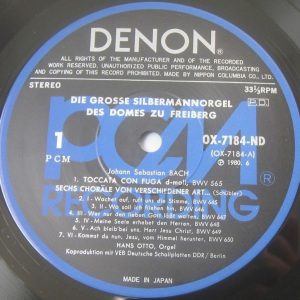 DENON®
ALL RIGHTS OF THE MANUFACTURER AND OF THE RECORDED
WORK RESERVED. UNAUTHORIZED PUBLIC PERFORMANCE, BROADCASTING
AND COPYING OF THIS RECORD PROHIBITED. MADE BY NIPPON COLUMBIA CO., LTD.
STEREO 33⅓RPM
DIE GROSSE SILBERMANNORGEL
DES DOMES ZU FREIBERG
1 OX-7184-ND
PCM (OX-7184-A)
Ⓟ 1980. 6
PCM
RECORDING
Johann Sebastian BACH
1. TOCCATA CON FUGA d-moll, BWV 565
SECHS CHORÄLE VON VERSCHIEDENER ART... (Schübler)
2. I - Wachet auf, ruft uns die Stimme, BWV 645
3. II - Wo soll ich fliehen hin, BWV 646
4. III - Wer nur den lieben Gott läßt walten, BWV 647
5. IV - Meine Seele erhebet den Herren, BWV 648
6. V - Ach bleib bei uns, Herr Jesu Christ, BWV 649
7. VI - Kommst du nun, Jesu, vom Himmel herunter, BWV 650
HANS OTTO, Orgel
Koproduktion mit VEB Deutsche Schallplatten DDR / Berlin
MADE IN JAPAN